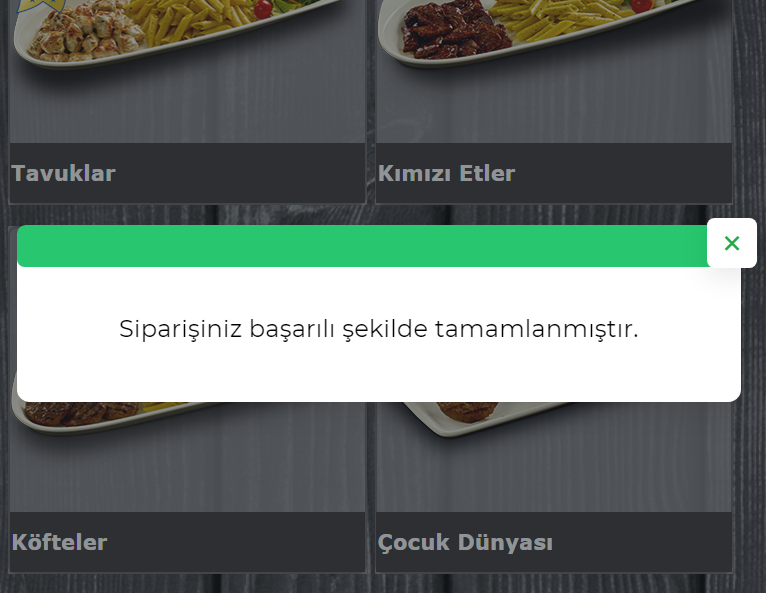 Tavuklar
Kımızı Etler
Siparişiniz başarılı şekilde tamamlanmıştır.
Köfteler
Çocuk Dünyası